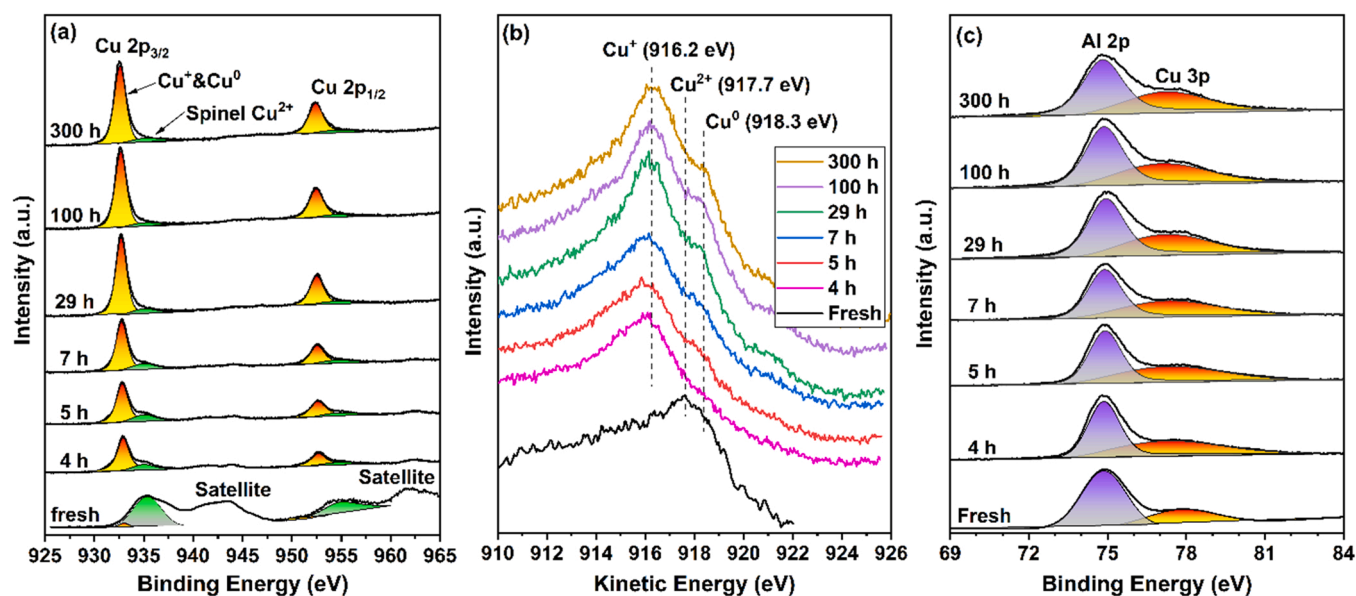 (a)
Cu 2p3/2
Cu+&Cu0
Spinel Cu2+
Cu 2p1/2
300 h
100 h
29 h
7 h
5 h
4 h
Satellite
Satellite
fresh
925 930 935 940 945 950 955 960 965
Binding Energy (eV)
Intensity (a.u.)
(b)
Cu+ (916.2 eV)
Cu2+ (917.7 eV)
Cu0 (918.3 eV)
300 h
100 h
29 h
7 h
5 h
4 h
Fresh
910 912 914 916 918 920 922 924 926
Kinetic Energy (eV)
Intensity (a.u.)
(c)
Al 2p
Cu 3p
300 h
100 h
29 h
7 h
5 h
4 h
Fresh
69 72 75 78 81 84
Binding Energy (eV)
Intensity (a.u.)